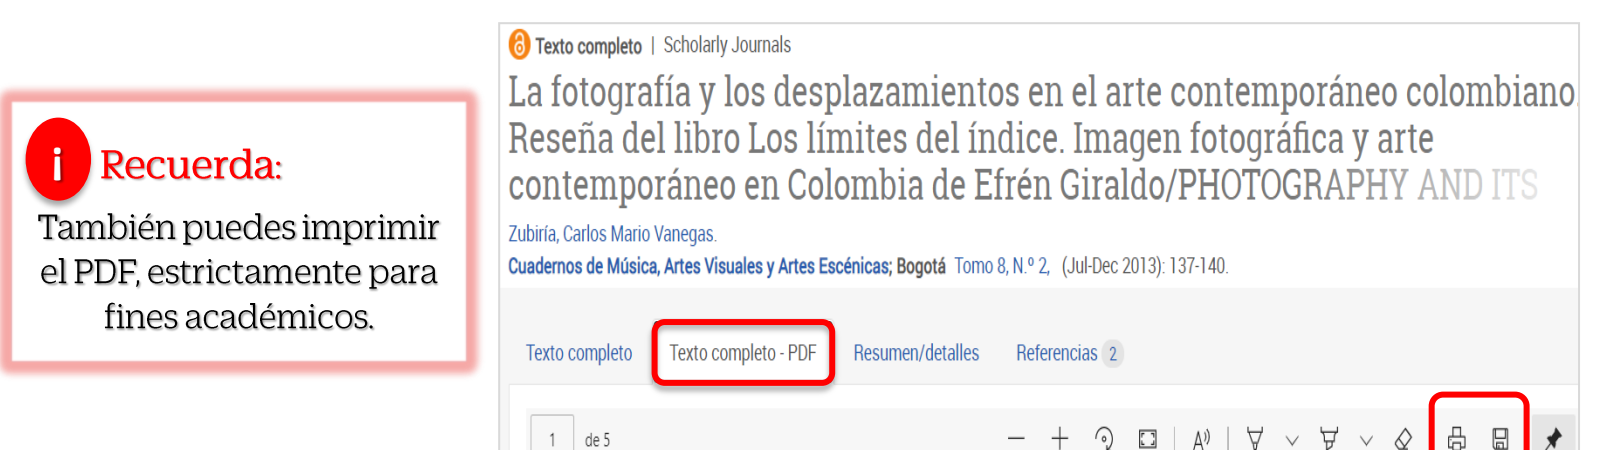 ¡ Recuerda:
También puedes imprimir
el PDF, estrictamente para
fines académicos.
Texto completo | Scholarly Journals
La fotografía y los desplazamientos en el arte contemporáneo colombiano.
Reseña del libro Los límites del índice. Imagen fotográfica y arte
contemporáneo en Colombia de Efrén Giraldo/PHOTOGRAPHY AND ITS
Zubiría, Carlos Mario Vanegas.
Cuadernos de Música, Artes Visuales y Artes Escénicas; Bogotá Tomo 8, N.º 2, (Jul-Dec 2013): 137-140.
Texto completo Texto completo - PDF Resumen/detalles Referencias 2
1 de 5